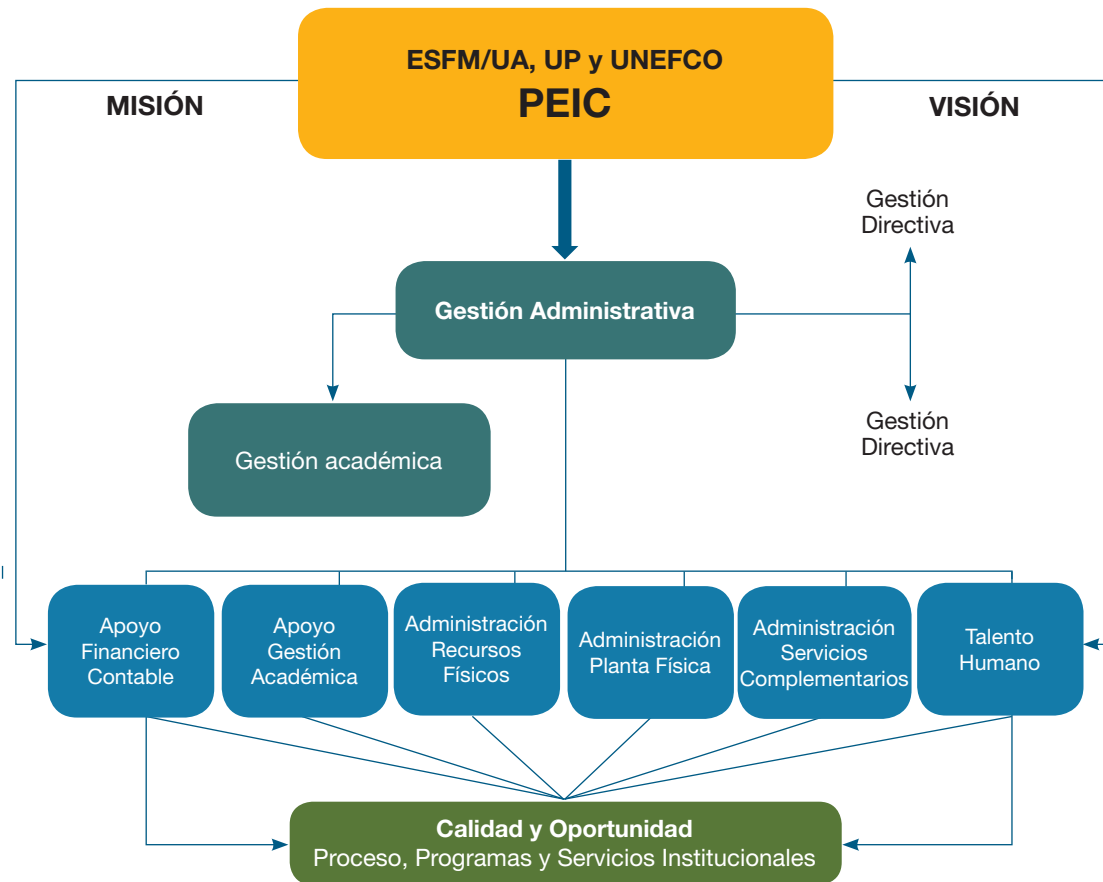 ESFM/UA, UP y UNEFCO
PEIC
MISIÓN
VISIÓN
Gestión
Directiva
Gestión Administrativa
Gestión académica
Gestión
Directiva
Apoyo
Financiero
Contable
Apoyo
Gestión
Académica
Administración
Recursos
Físicos
Administración
Planta Física
Administración
Servicios
Complementarios
Talento
Humano
Calidad y Oportunidad
Proceso, Programas y Servicios Institucionales